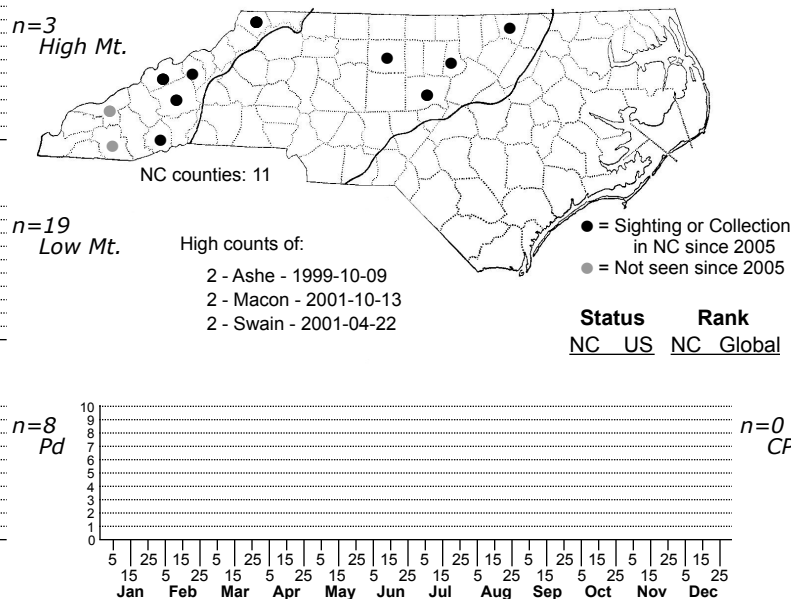 n=3
High Mt.
NC counties: 11
n=19
Low Mt.
High counts of:
2 - Ashe - 1999-10-09
2 - Macon - 2001-10-13
2 - Swain - 2001-04-22
● = Sighting or Collection
in NC since 2005
● = Not seen since 2005
Status Rank
NC US NC Global
n=8
Pd
n=0
CP
10
9
8
7
6
5
4
3
2
1
0
5 25 15 5 25 15 5 25 15 5 25 15 5 25 15 5 25 15
15 5 25 15 5 25 15 5 25 15 5 25 15 5 25 15 5 25
Jan Feb Mar Apr May Jun Jul Aug Sep Oct Nov Dec